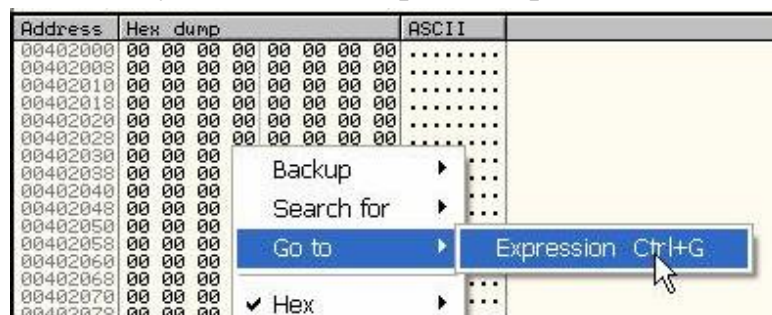 Address Hex dump ASCII
00402000 00 00 00 00 00 00 00 00 ........
00402008 00 00 00 00 00 00 00 00 ........
00402010 00 00 00 00 00 00 00 00 ........
00402018 00 00 00 00 00 00 00 00 ........
00402020 00 00 00 00 00 00 00 00 ........
00402028 00 00 00 00 00 00 00 00 ........
00402030 00 00 00
00402038 00 00 00 Backup
00402040 00 00 00
00402048 00 00 00 Search for ...
00402050 00 00 00
00402058 00 00 00 Go to Expression Ctrl+G
00402060 00 00 00
00402068 00 00 00
00402070 00 00 00 Hex ...
00402078 00 00 00